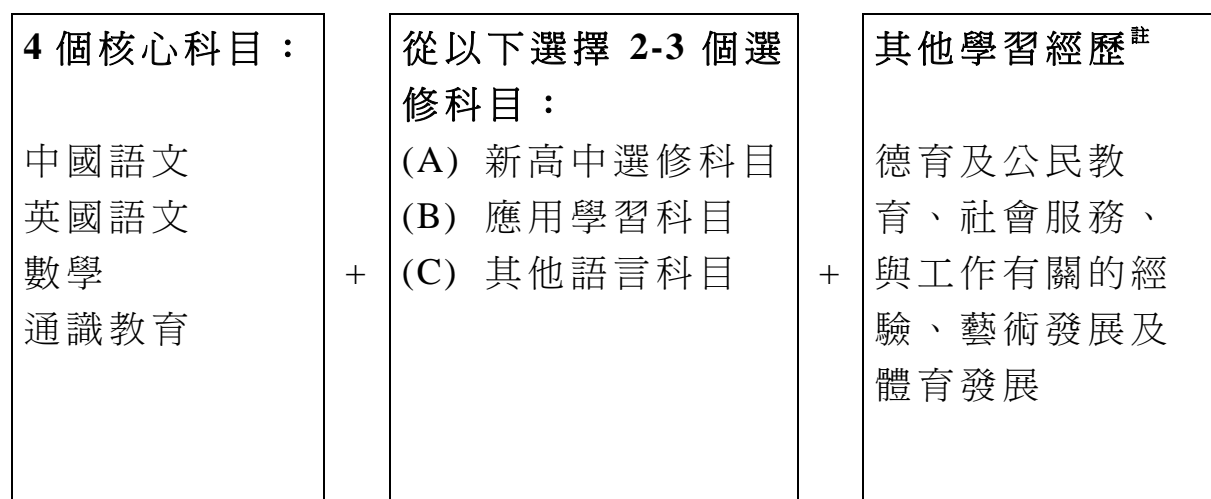 4 個核心科目：
中國語文
英國語文
數學
通識教育
+
從以下選擇 2-3 個選
修科目：
(A) 新高中選修科目
(B) 應用學習科目
(C) 其他語言科目
+
其他學習經歷註
德育及公民教
育、社會服務、
與工作有關的經
驗、藝術發展及
體育發展